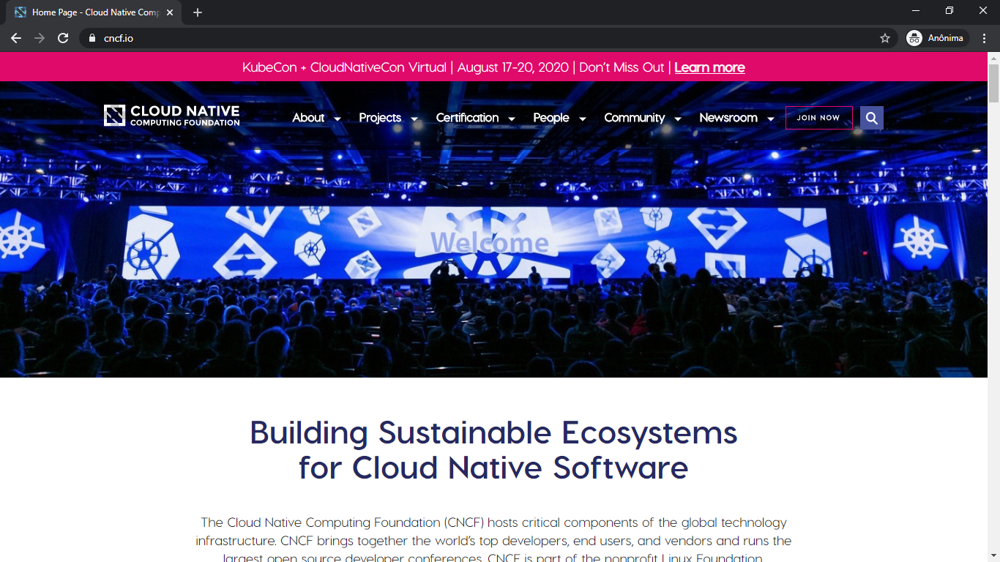 Home Page - Cloud Native Comp
cncf.io
Anônima
KubeCon + CloudNativeCon Virtual | August 17-20, 2020 | Don't Miss Out | Learn more
CLOUD NATIVE
COMPUTING FOUNDATION
About Projects Certification People Community Newsroom JOIN NOW
Welcome
Building Sustainable Ecosystems
for Cloud Native Software
The Cloud Native Computing Foundation (CNCF) hosts critical components of the global technology
infrastructure. CNCF brings together the world's top developers, end users, and vendors and runs the
largest open source developer conferences. CNCF is part of the nonprofit Linux Foundation.